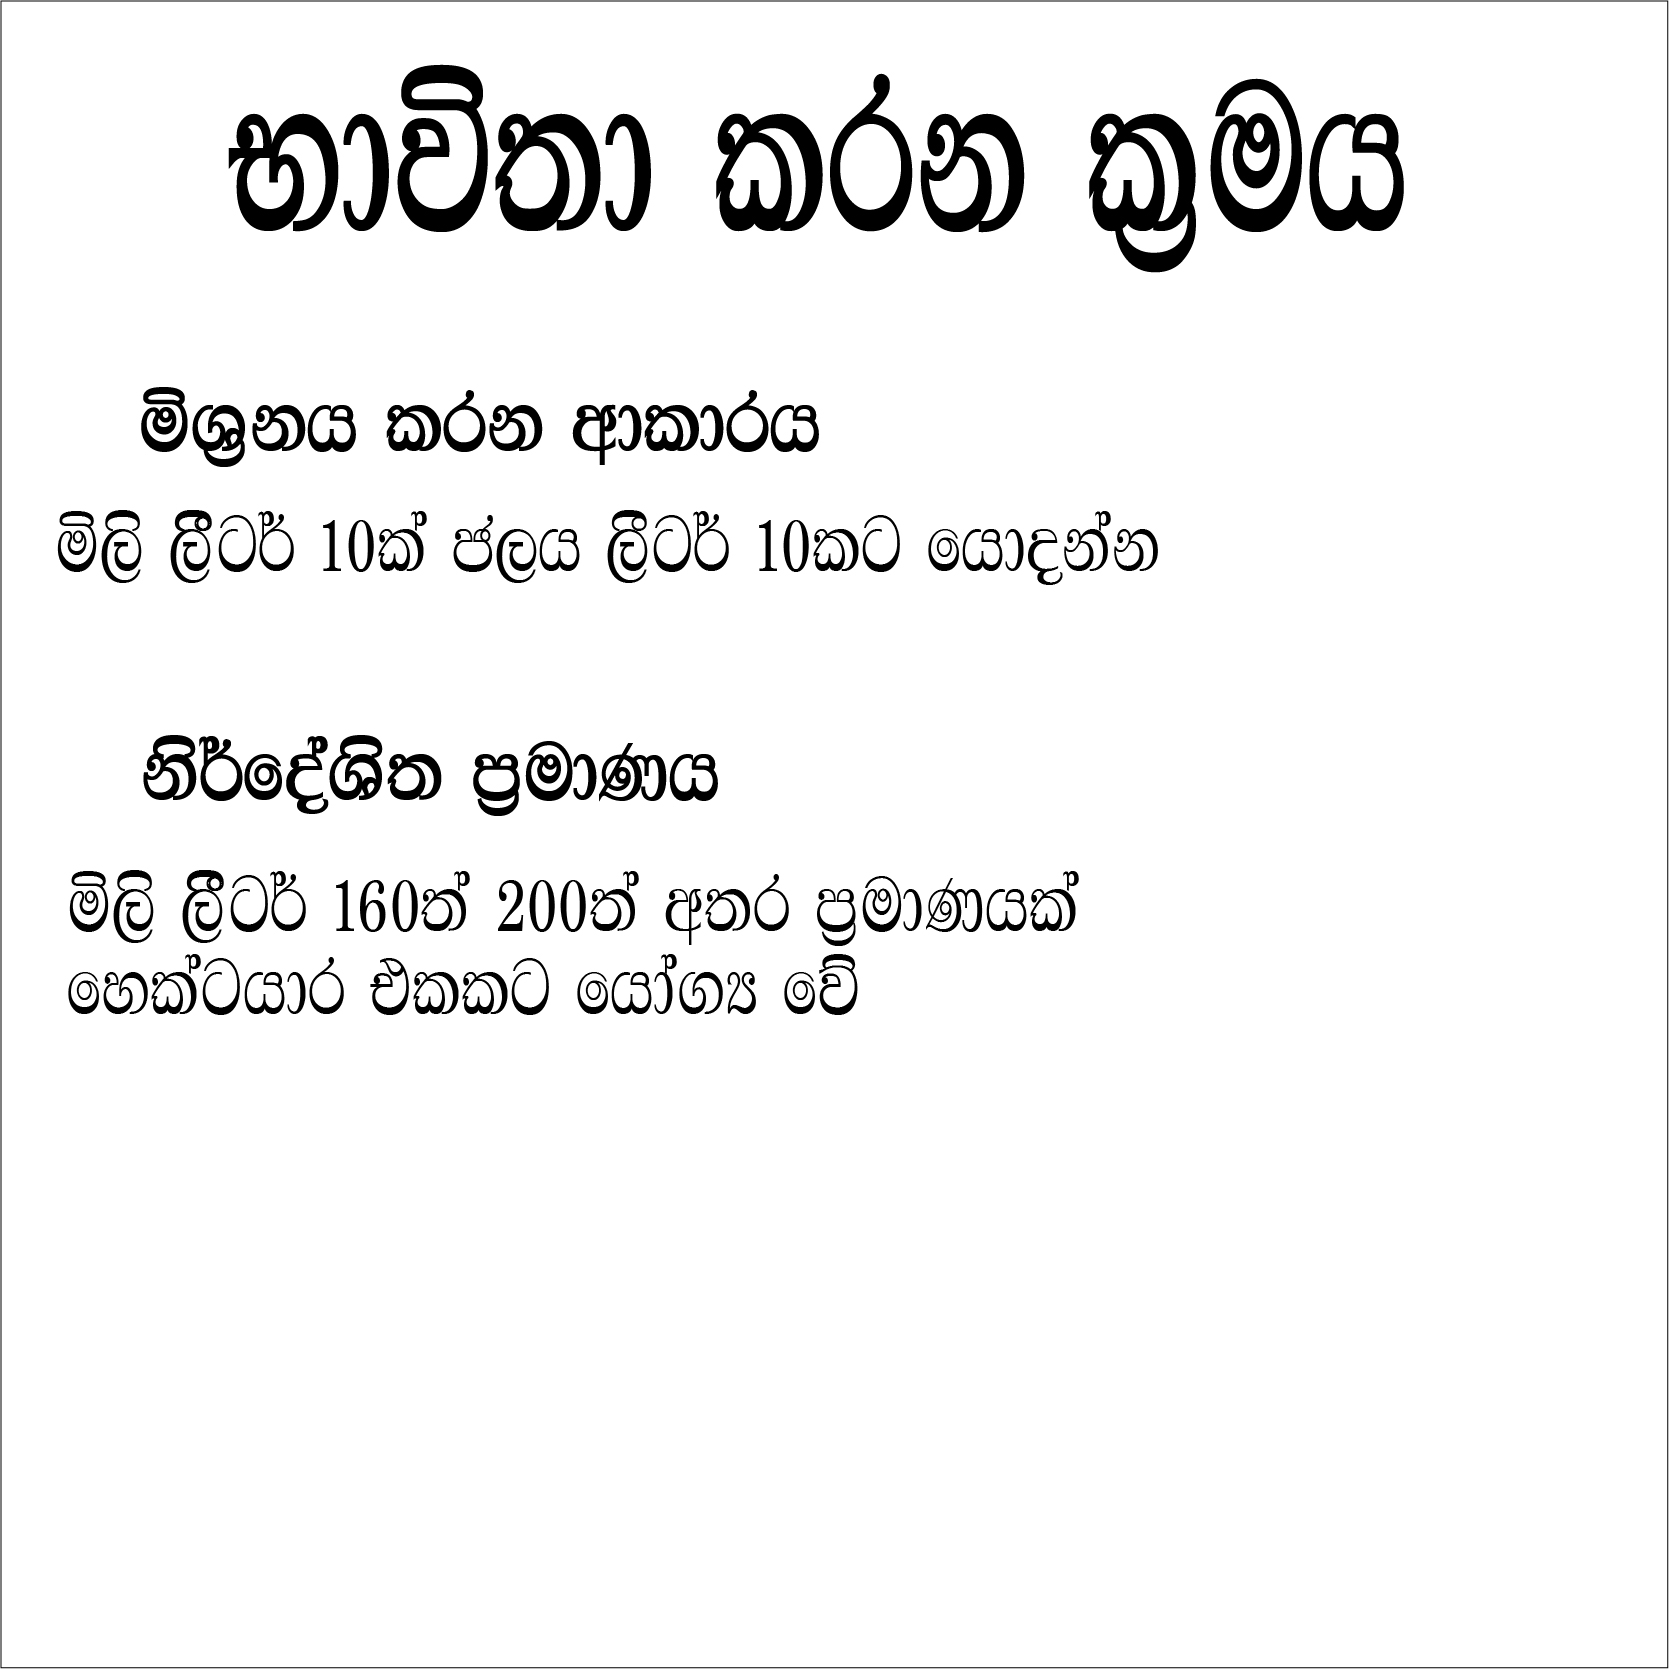 භාවිතා කරන ක්‍රමය
මිශ්‍රනය කරන ආකාරය
මිලි ලීටර් 10ක් ජලය ලීටර් 10කට යොදන්න
නිර්දේශිත ප්‍රමාණය
මිලි ලීටර් 160ත් 200ත් අතර ප්‍රමාණයක්
හෙක්ටයාර එකකට යෝග්‍ය වේ